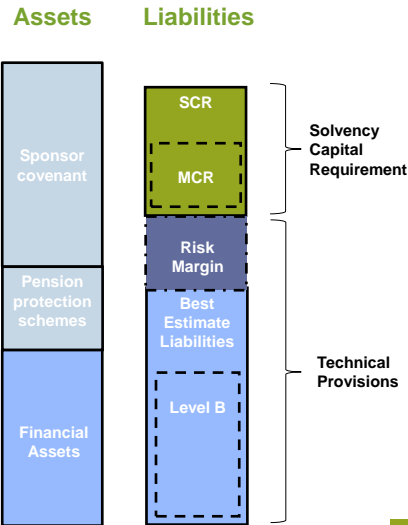 Assets
Liabilities
Sponsor
covenant
Pension
protection
schemes
Financial
Assets
SCR
MCR
Risk
Margin
Best
Estimate
Liabilities
Level B
Solvency
Capital
Requirement
Technical
Provisions